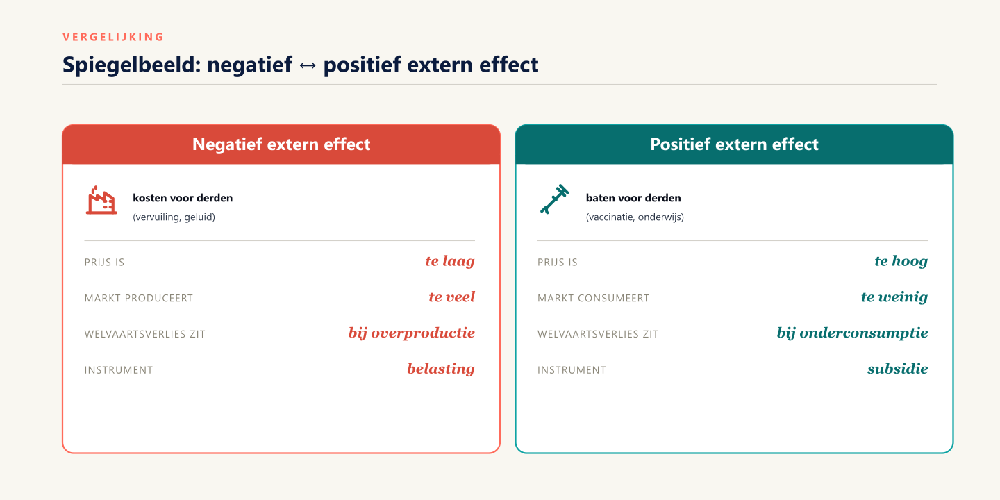 VERGELIJKING
Spiegelbeeld: negatief ↔ positief extern effect
Negatief extern effect
kosten voor derden
(vervuiling, geluid)
PRIJS IS te laag
MARKT PRODUCEERT te veel
WELVAARTSVERLIES ZIT bij overproductie
INSTRUMENT belasting
Positief extern effect
baten voor derden
(vaccinatie, onderwijs)
PRIJS IS te hoog
MARKT CONSUMEERT te weinig
WELVAARTSVERLIES ZIT bij onderconsumptie
INSTRUMENT subsidie